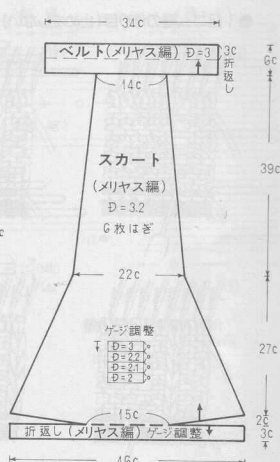 34c
ベルト(メリヤス編) D=3
3c
折返し
6c
14c
スカート
(メリヤス編)
D=3.2
6枚はぎ
39c
22c
ゲージ調整
D=3
D=2.2
D=2.1
D=2
27c
15c
2c
折返し(メリヤス編)ゲージ調整
3c
46c